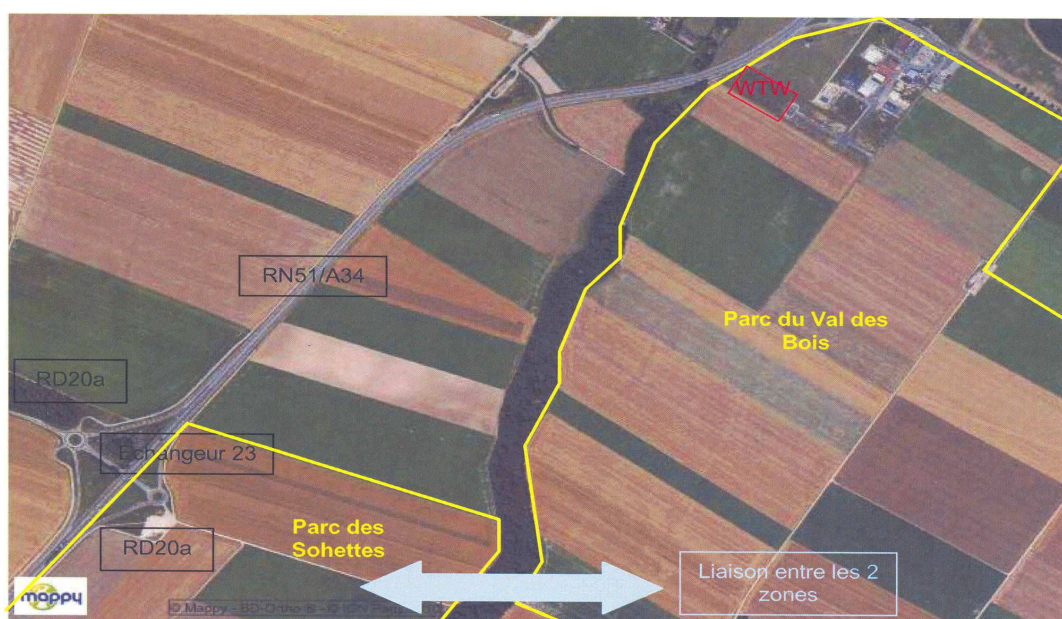 WTW
RN51/A34
Parc du Val des
Bois
RD20a
Echangeur 23
Parc des
Sohettes
RD20a
Liaison entre les 2
zones
mappy
© Mappy - BD-Ortho ® - © IGN